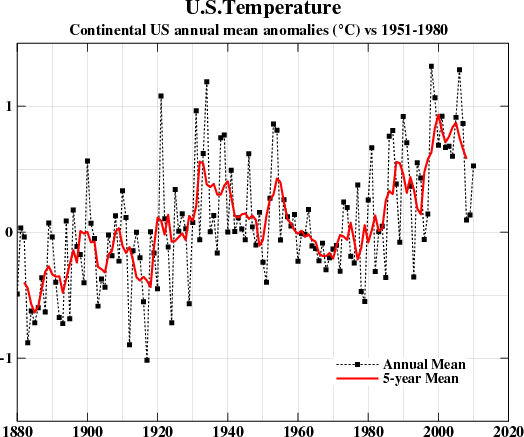 U.S.Temperature
Continental US annual mean anomalies (°C) vs 1951-1980
1
0
-1
Annual Mean
5-year Mean
1880 1900 1920 1940 1960 1980 2000 2020